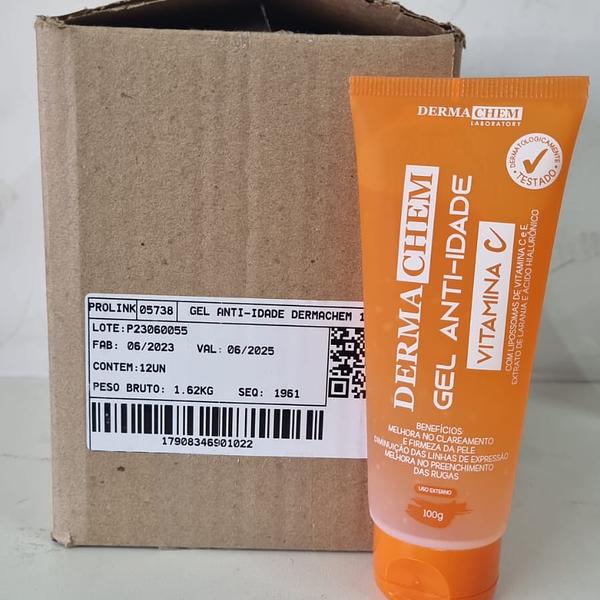 PROLINK 05738 GEL ANTI-IDADE DERMACHEM 1
LOTE:P23060055
FAB: 06/2023 VAL: 06/2025
CONTEM:12UN
PESO BRUTO: 1.62KG SEQ: 1961
17908346901022
DERMACHEM
LABORATORY
DERMATOLOGICAMENTE
TESTADO
DERMACHEM
GEL ANTI-IDADE
VITAMINA C
COM LIPOSSOMAS DE VITAMINA C e E
EXTRATO DE LARANJA E ÁCIDO HIALURÔNICO
BENEFÍCIOS
MELHORA NO CLAREAMENTO
E FIRMEZA DA PELE
DIMINUIÇÃO DAS LINHAS DE EXPRESSÃO
MELHORA NO PREENCHIMENTO
DAS RUGAS
USO EXTERNO
100g